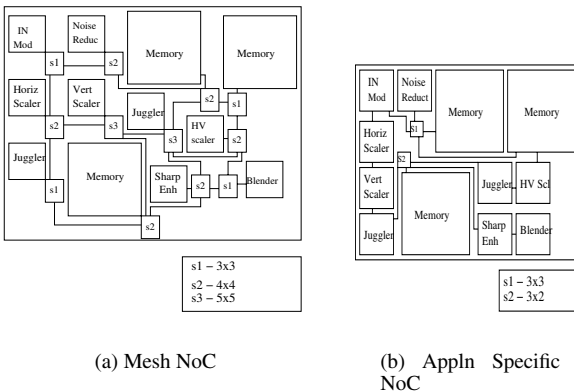 IN
Mod
Noise
Reduc
Memory
Memory
s1
s2
s2
s1
Horiz
Scaler
Vert
Scaler
Juggler
HV
scaler
s2
s3
s3
s2
Juggler
Memory
Sharp
Enh
Blender
s1
s2
s1
s2
s1 – 3x3
s2 – 4x4
s3 – 5x5
(a) Mesh NoC
IN
Mod
Noise
Reduct
Memory
Memory
S1
Horiz
Scaler
S2
Vert
Scaler
Memory
Juggler
HV Scl
Juggler
Sharp
Enh
Blender
s1 – 3x3
s2 – 3x2
(b) Appln Specific
NoC